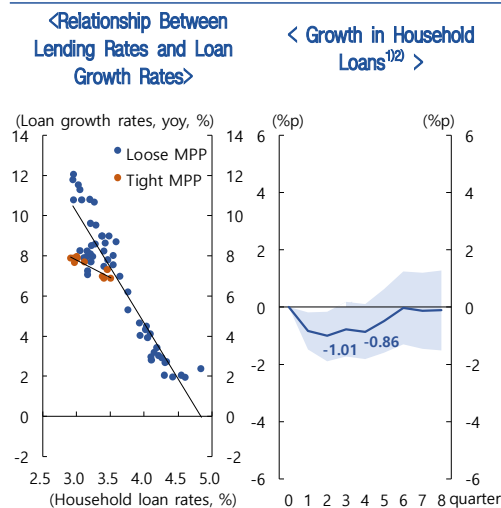 <Relationship Between
Lending Rates and Loan
Growth Rates>
(Loan growth rates, yoy, %)
14 14
12 12
10 10
8 8
6 6
4 4
2 2
0 0
-2 -2
Loose MPP
Tight MPP
2.5 3.0 3.5 4.0 4.5 5.0
(Household loan rates, %)
< Growth in Household
Loans1)2) >
(%p) (%p)
6 6
4 4
2 2
0 0
-2 -2
-4 -4
-6 -6
-1.01 -0.86
0 1 2 3 4 5 6 7 8 quarter